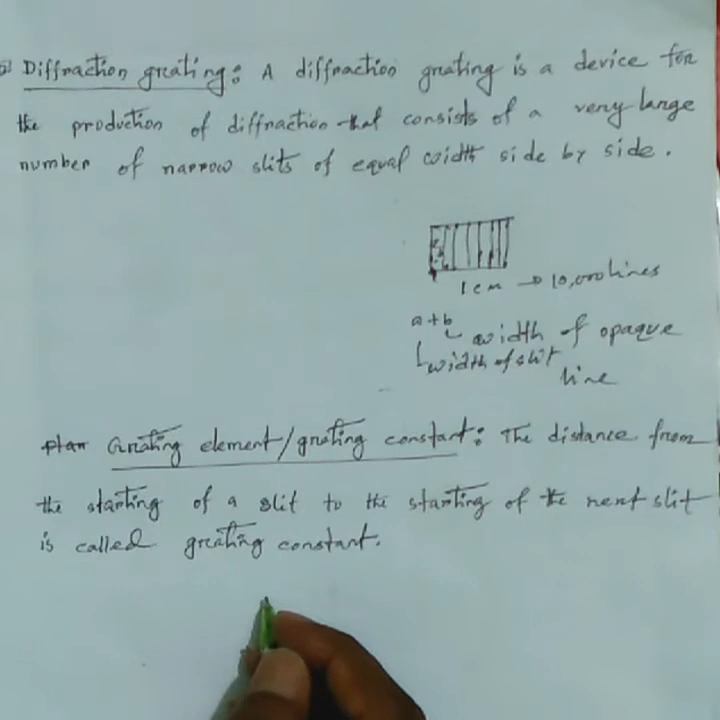 Diffraction grating: A diffraction grating is a device for
the production of diffraction that consists of a very large
number of narrow slits of equal width side by side.
1 cm → 10,000 lines
a+b
width of opaque
width of slit
line
Grating element/grating constant: The distance from
the starting of a slit to the starting of the next slit
is called grating constant.